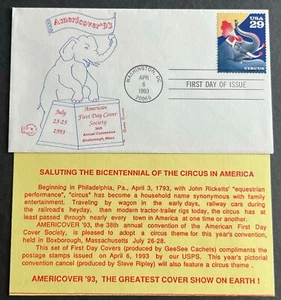 Americover '93
July
23-25
1993
American
First Day Cover
Society
38th
Annual Convention
Boxborough, Mass.
WASHINGTON, DC
APR
6
1993
20066
FIRST DAY OF ISSUE
USA
29
CIRCUS
SALUTING THE BICENTENNIAL OF THE CIRCUS IN AMERICA
Beginning in Philadelphia, Pa., April 3, 1793, with John Ricketts' "equestrian
performance", "circus" has become a household name synonymous with family
entertainment. Traveling by wagon in the early days, railway cars during
the railroads heyday, then modern tractor-trailer rigs today, the circus has at
least passed through nearly every town in America at one time or another.
AMERICOVER '93, the 38th annual convention of the American First Day
Cover Society, is pleased to adopt a circus theme for this year's convention,
held in Boxborough, Massachusetts July 26-28.
This set of First Day Covers (produced by GeeSee Cachets) compliments the
postage stamps issued on April 6, 1993 by our USPS. This year's pictorial
convention cancel (produced by Steve Ripley) will also feature a circus theme.
AMERICOVER '93, THE GREATEST COVER SHOW ON EARTH !